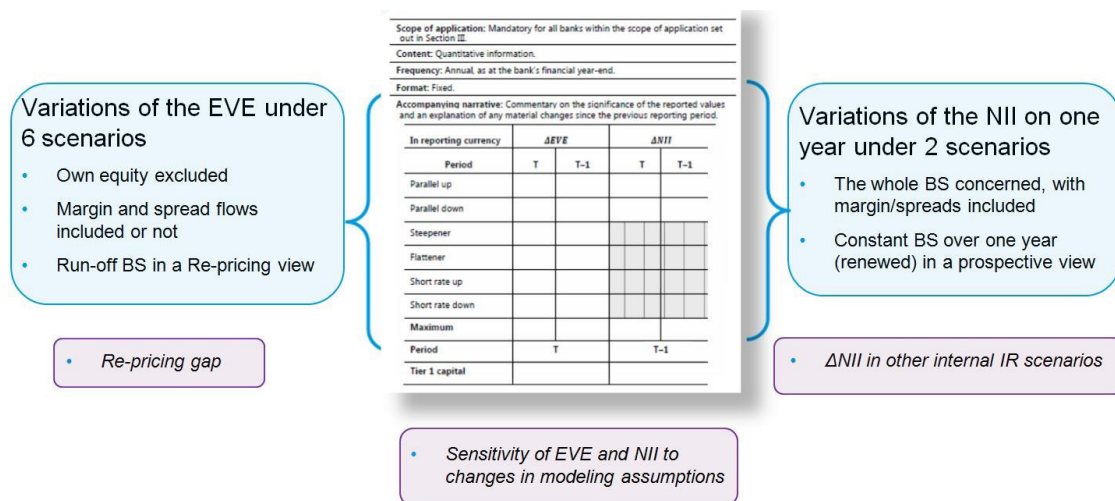 Scope of application: Mandatory for all banks within the scope of application set
out in Section III.
Content: Quantitative information.
Frequency: Annual, as at the bank's financial year-end.
Format: Fixed.
Accompanying narrative: Commentary on the significance of the reported values
and an explanation of any material changes since the previous reporting period.
In reporting currency ΔEVE ΔNII
Period T T–1 T T–1
Parallel up
Parallel down
Steepener
Flattener
Short rate up
Short rate down
Maximum
Period T T–1
Tier 1 capital
Variations of the EVE under
6 scenarios
• Own equity excluded
• Margin and spread flows
included or not
• Run-off BS in a Re-pricing view
• Re-pricing gap
Variations of the NII on one
year under 2 scenarios
• The whole BS concerned, with
margin/spreads included
• Constant BS over one year
(renewed) in a prospective view
• ΔNII in other internal IR scenarios
• Sensitivity of EVE and NII to
changes in modeling assumptions